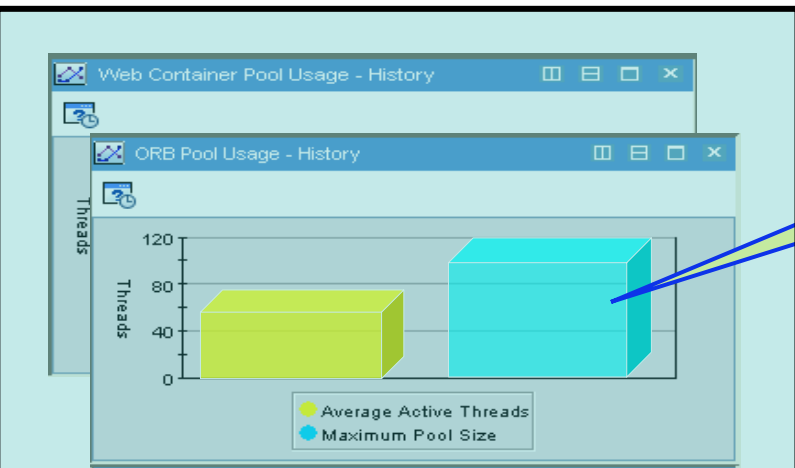 Web Container Pool Usage - History
Threads
ORB Pool Usage - History
Threads
120
80
40
0
Average Active Threads
Maximum Pool Size